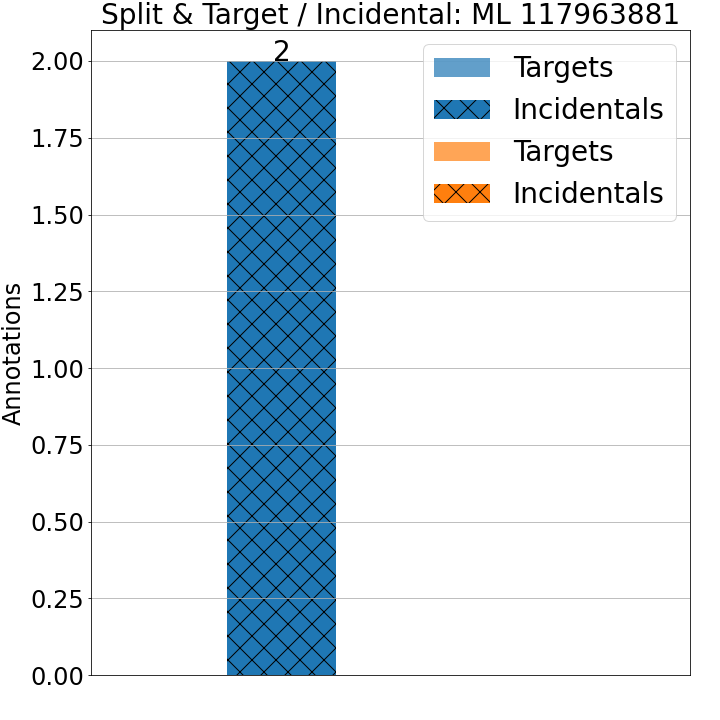 Split & Target / Incidental: ML 117963881
2
Targets
Incidentals
Targets
Incidentals
Annotations
2.00
1.75
1.50
1.25
1.00
0.75
0.50
0.25
0.00